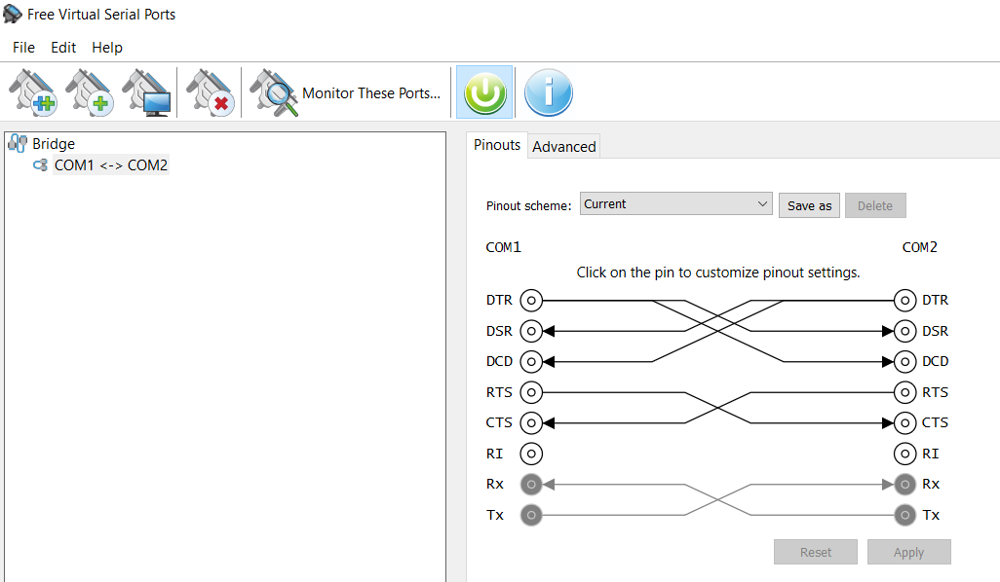 Free Virtual Serial Ports
File Edit Help
Monitor These Ports...
Bridge
COM1 <-> COM2
Pinouts Advanced
Pinout scheme: Current Save as Delete
COM1 COM2
Click on the pin to customize pinout settings.
DTR DTR
DSR DSR
DCD DCD
RTS RTS
CTS CTS
RI RI
Rx Rx
Tx Tx
Reset Apply